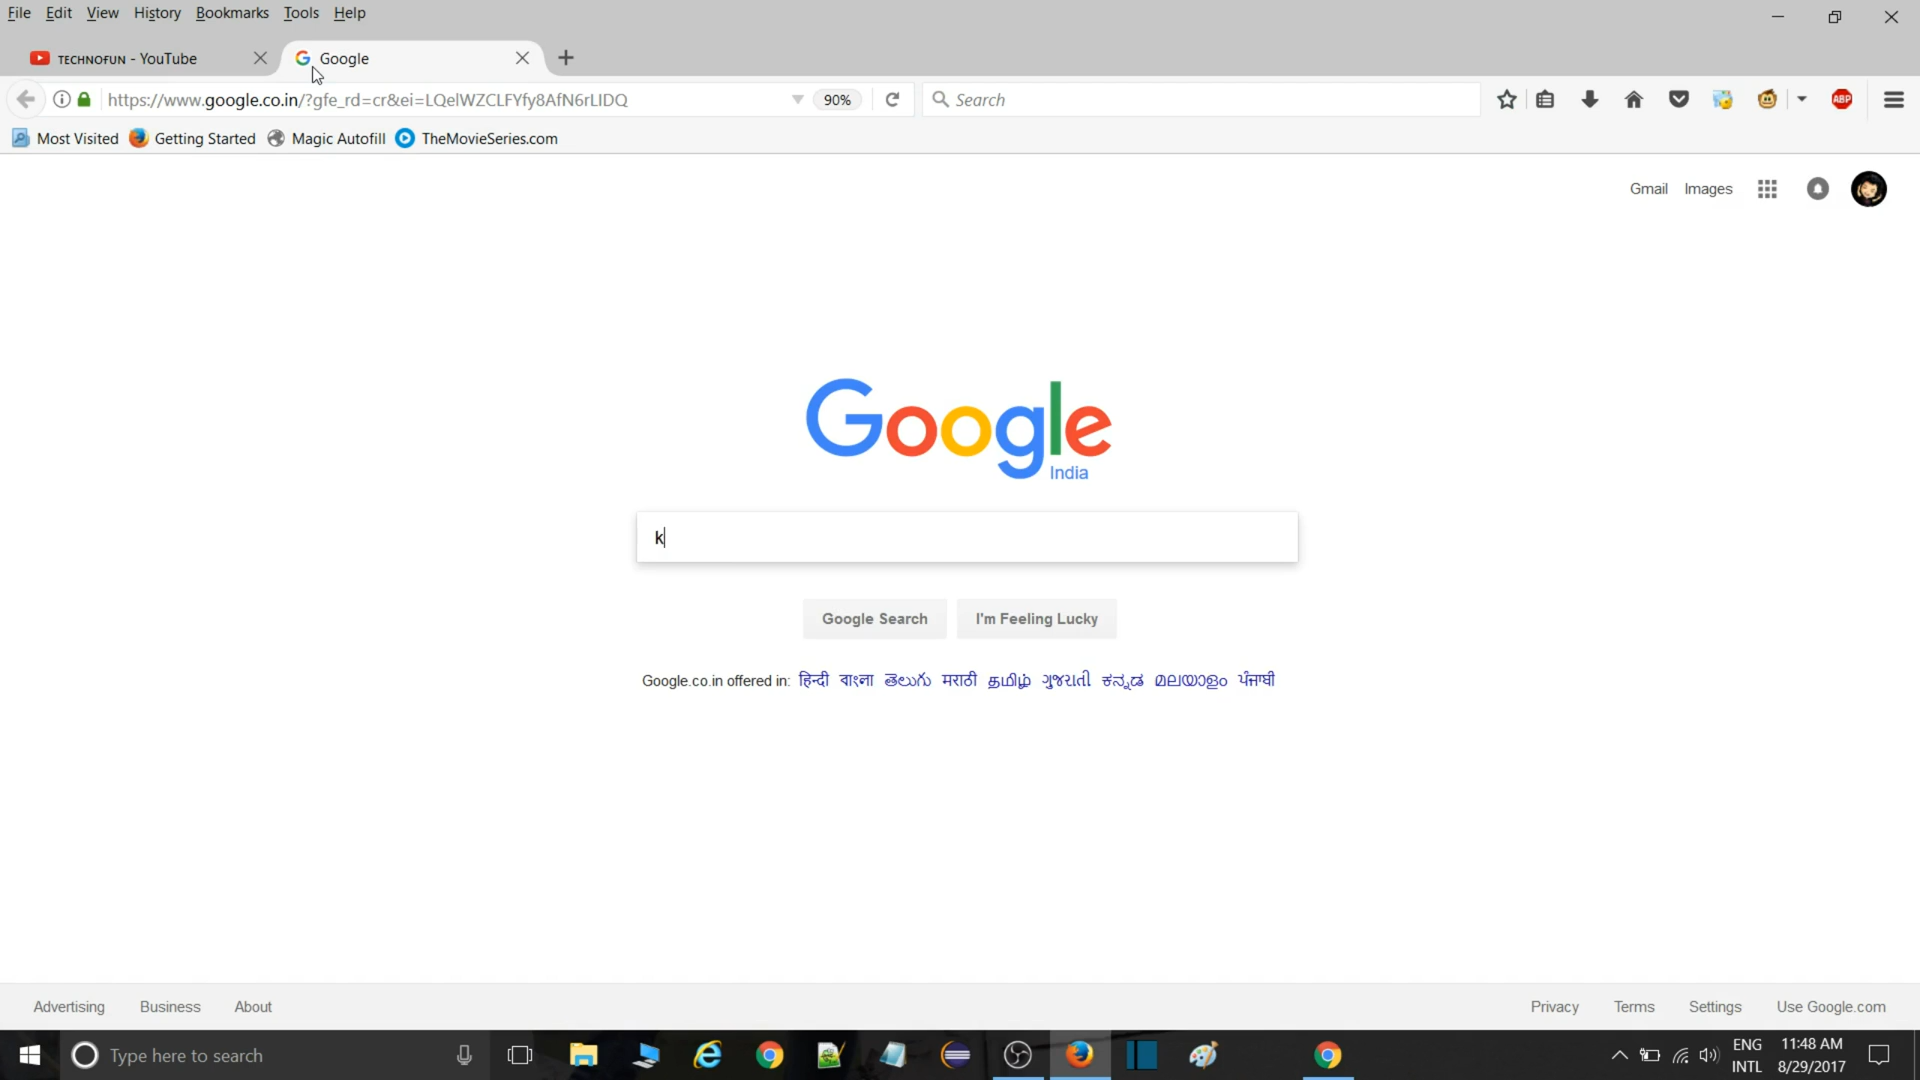 File Edit View History Bookmarks Tools Help
TECHNOFUN - YouTube Google
https://www.google.co.in/?gfe_rd=cr&ei=LQelWZCLFYfy8AfN6rLIDQ 90% Search ABP
Most Visited Getting Started Magic Autofill TheMovieSeries.com
Gmail Images
Google
India
k
Google Search I'm Feeling Lucky
Google.co.in offered in: हिन्दी বাংলা తెలుగు मराठी தமிழ் ગુજરાતી ಕನ್ನಡ മലയാളം ਪੰਜਾਬੀ
Advertising Business About Privacy Terms Settings Use Google.com
Type here to search ENG 11:48 AM
INTL 8/29/2017